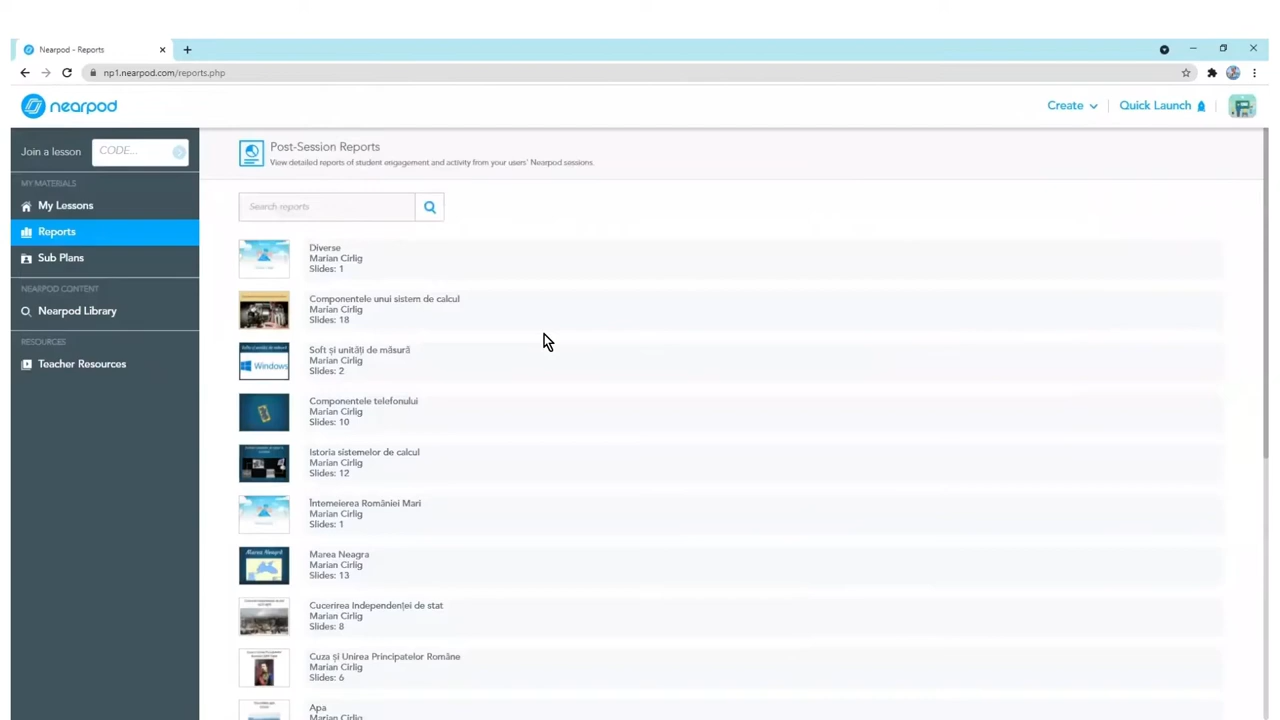 Nearpod - Reports
np1.nearpod.com/reports.php
nearpod
Create
Quick Launch
Join a lesson
CODE...
MY MATERIALS
My Lessons
Reports
Sub Plans
NEARPOD CONTENT
Nearpod Library
RESOURCES
Teacher Resources
Post-Session Reports
View detailed reports of student engagement and activity from your users' Nearpod sessions.
Search reports
Diverse
Marian Cirlig
Slides: 1
Componentele unui sistem de calcul
Marian Cirlig
Slides: 18
Soft și unități de măsură
Marian Cirlig
Slides: 2
Windows
Componentele telefonului
Marian Cirlig
Slides: 10
Istoria sistemelor de calcul
Marian Cirlig
Slides: 12
Întemeierea României Mari
Marian Cirlig
Slides: 1
Marea Neagra
Marian Cirlig
Slides: 13
Marea Neagră
Cucerirea Independenței de stat
Marian Cirlig
Slides: 8
Cuza și Unirea Principatelor Române
Marian Cirlig
Slides: 6
Apa
Marian Cirlig